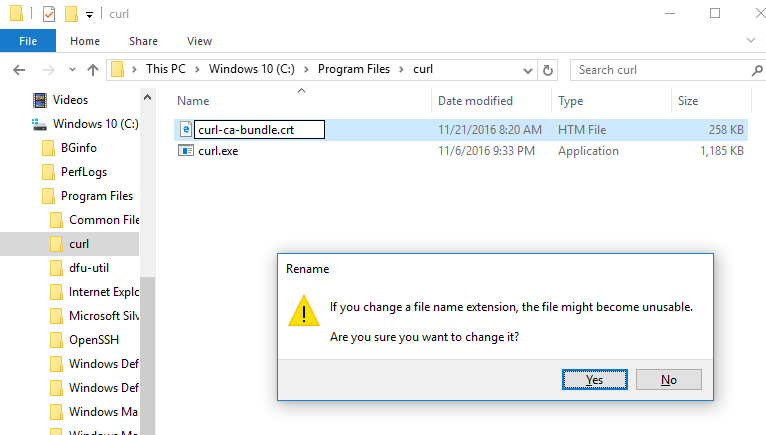 curl
File Home Share View
This PC Windows 10 (C:) Program Files curl Search curl
Videos
Windows 10 (C:)
BGinfo
PerfLogs
Program Files
Common File
curl
dfu-util
Internet Explo
Microsoft Silv
OpenSSH
Windows Def
Windows Def
Windows Ma
Windows Ma
Name Date modified Type Size
curl-ca-bundle.crt 11/21/2016 8:20 AM HTM File 258 KB
curl.exe 11/6/2016 9:33 PM Application 1,185 KB
Rename
If you change a file name extension, the file might become unusable.
Are you sure you want to change it?
Yes No